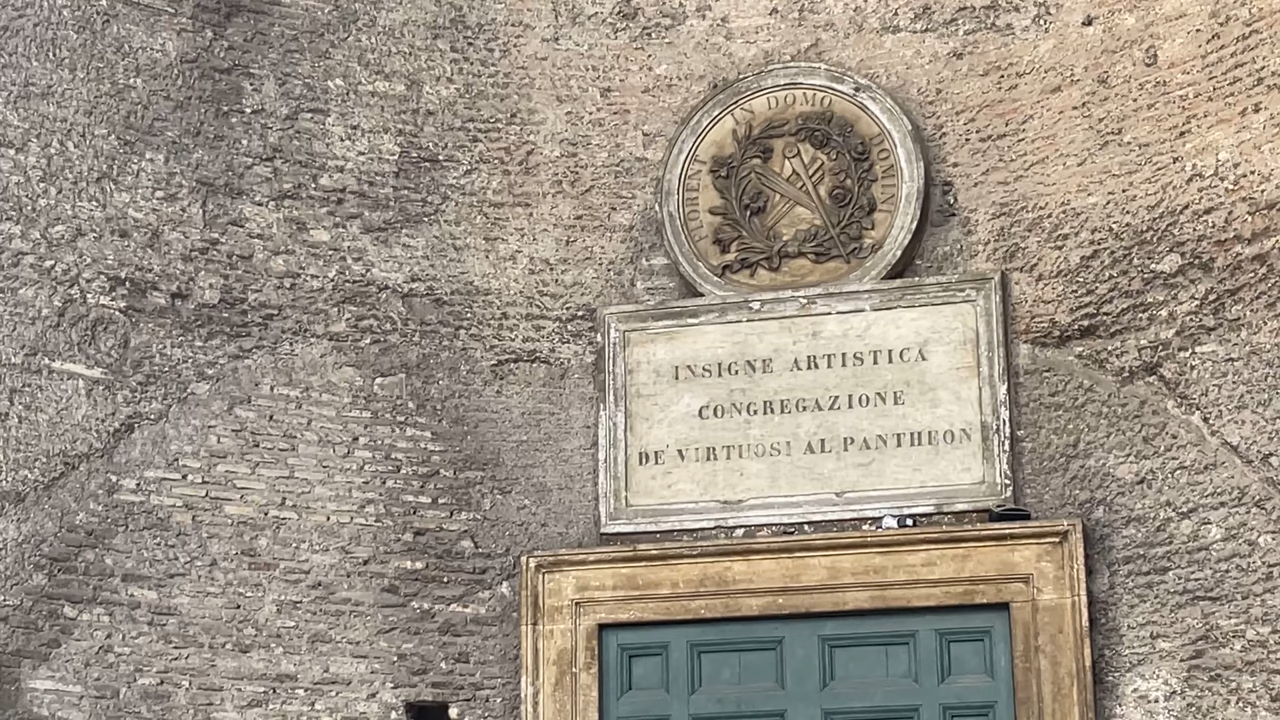 FLORENT IN DOMO DOMINI
INSIGNE ARTISTICA
CONGREGAZIONE
DE' VIRTUOSI AL PANTHEON